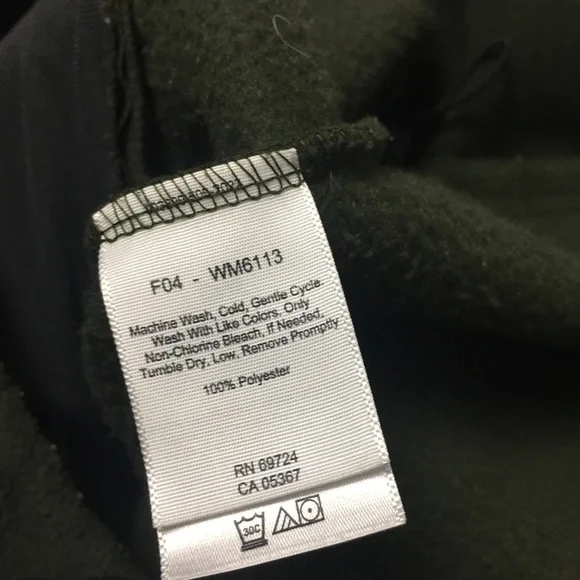 F04 - WM6113
Machine Wash, Cold, Gentle Cycle.
Wash With Like Colors, Only
Non-Chlorine Bleach, If Needed,
Tumble Dry, Low, Remove Promptly
100% Polyester
RN 69724
CA 05367
30C